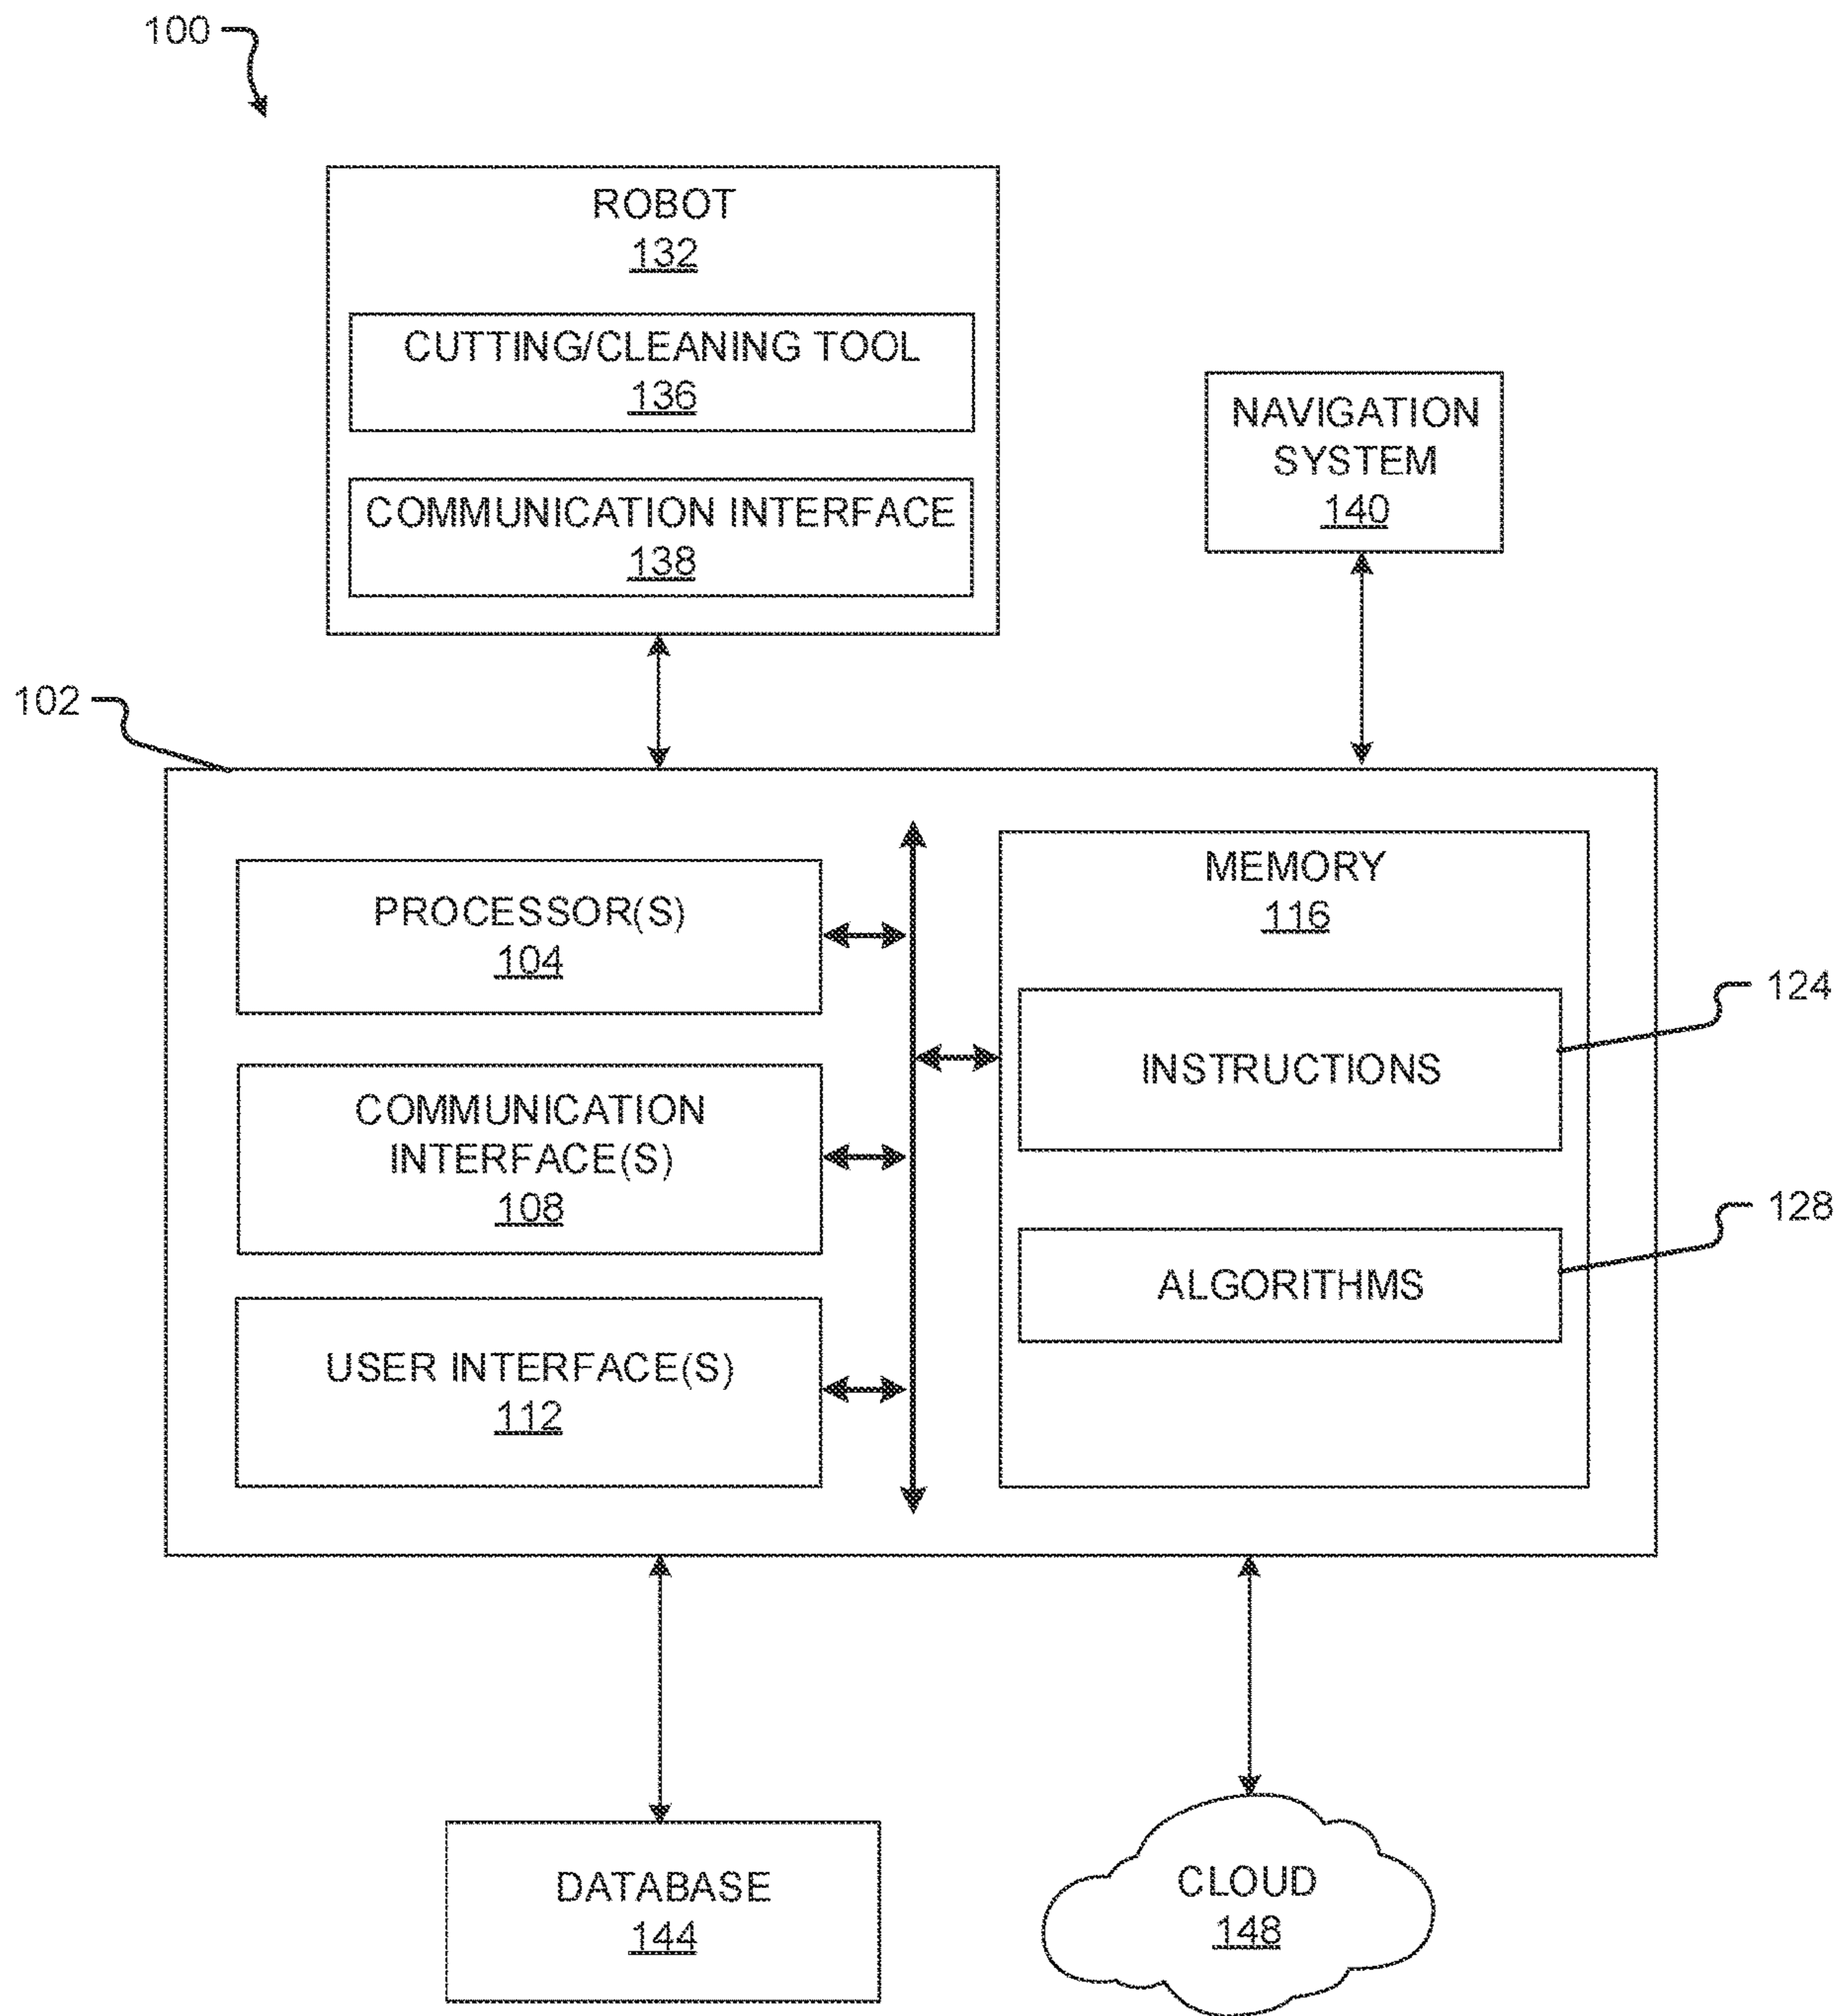 100
ROBOT
132
CUTTING/CLEANING TOOL
136
COMMUNICATION INTERFACE
138
NAVIGATION
SYSTEM
140
102
PROCESSOR(S)
104
COMMUNICATION
INTERFACE(S)
108
USER INTERFACE(S)
112
MEMORY
116
INSTRUCTIONS
124
ALGORITHMS
128
DATABASE
144
CLOUD
148